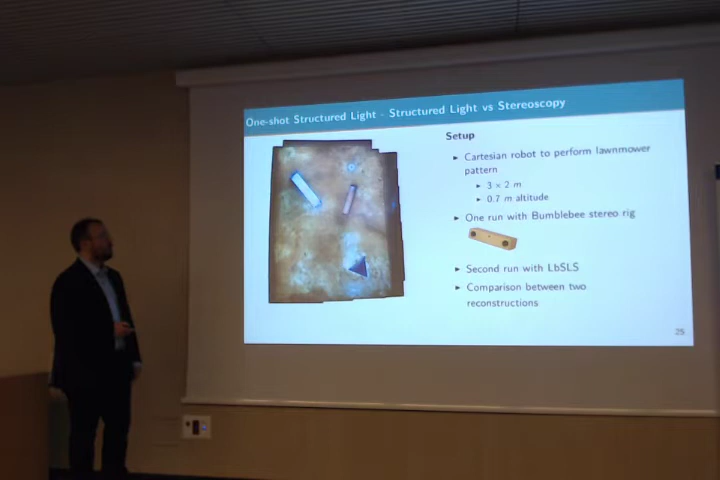 One-shot Structured Light - Structured Light vs Stereoscopy
Setup
► Cartesian robot to perform lawnmower
pattern
► 3 × 2 m
► 0.7 m altitude
► One run with Bumblebee stereo rig
► Second run with LbSLS
► Comparison between two
reconstructions
25